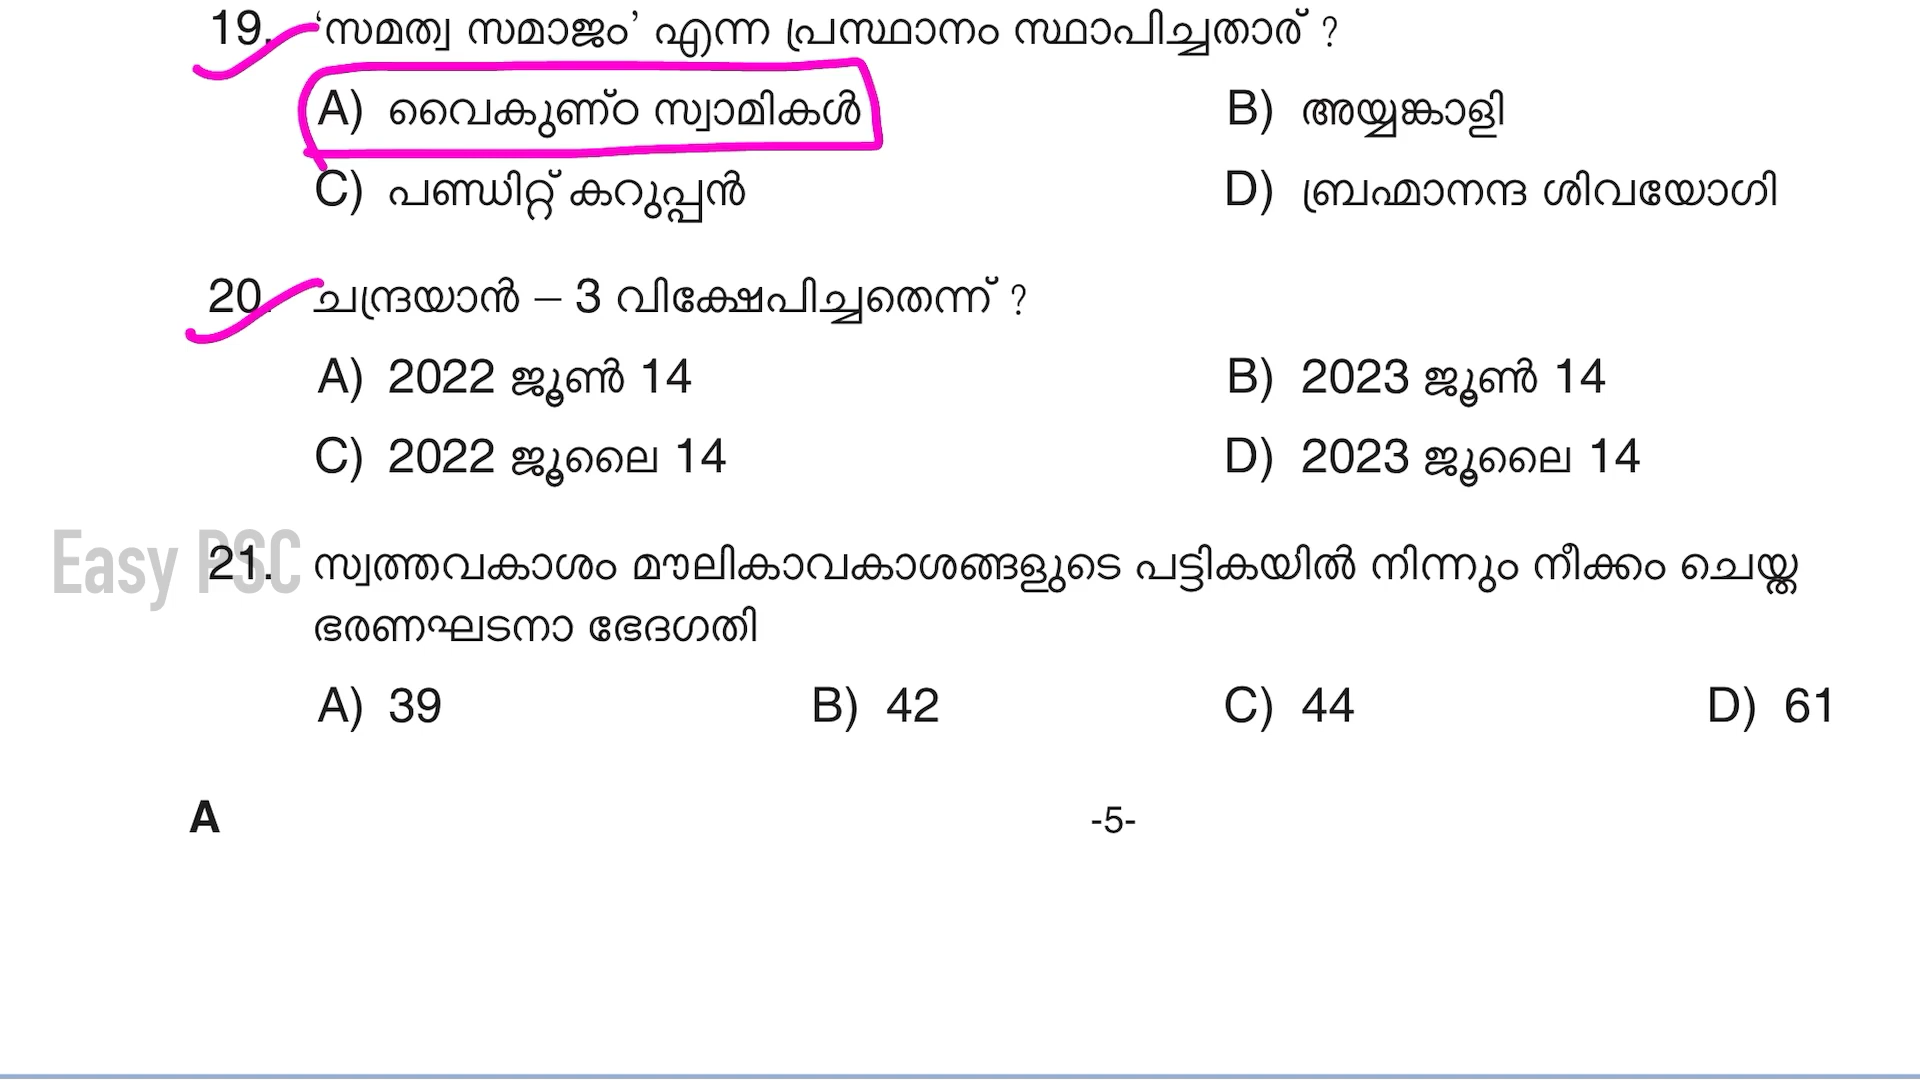 19. ‘സമത്വ സമാജം’ എന്ന പ്രസ്ഥാനം സ്ഥാപിച്ചതാര് ?
A) വൈകുണ്ഠ സ്വാമികൾ B) അയ്യങ്കാളി
C) പണ്ഡിറ്റ് കറുപ്പൻ D) ബ്രഹ്മാനന്ദ ശിവയോഗി
20. ചന്ദ്രയാൻ – 3 വിക്ഷേപിച്ചതെന്ന് ?
A) 2022 ജൂൺ 14 B) 2023 ജൂൺ 14
C) 2022 ജൂലൈ 14 D) 2023 ജൂലൈ 14
Easy PSC
21. സ്വത്തവകാശം മൗലികാവകാശങ്ങളുടെ പട്ടികയിൽ നിന്നും നീക്കം ചെയ്ത
ഭരണഘടനാ ഭേദഗതി
A) 39 B) 42 C) 44 D) 61
A -5-